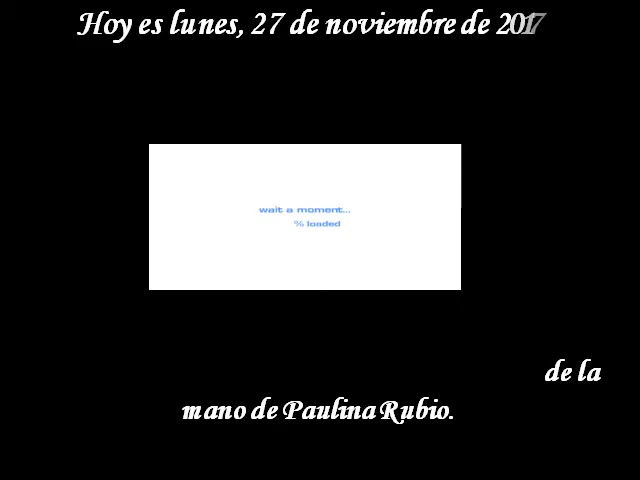 Hoy es lunes, 27 de noviembre de 2017
wait a moment...
% loaded
de la
mano de Paulina Rubio.